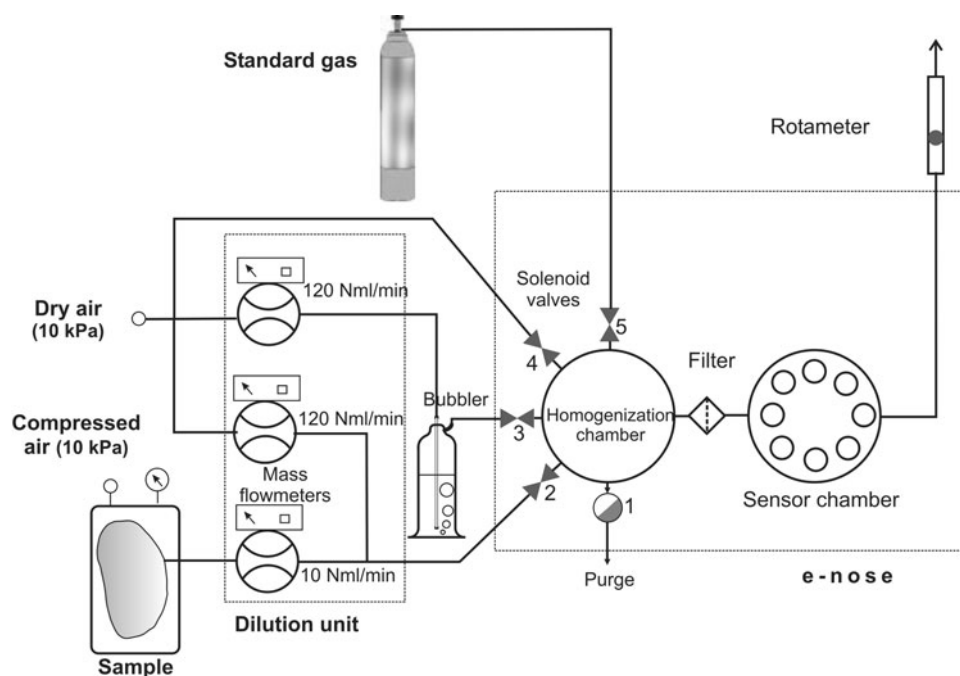 Standard gas
Rotameter
Solenoid
valves
120 Nml/min
Dry air
(10 kPa)
5
4
Filter
Bubbler
Compressed
air (10 kPa)
120 Nml/min
3
Homogenization
chamber
Mass
flowmeters
2
Sensor chamber
1
10 Nml/min
Purge
e-nose
Dilution unit
Sample